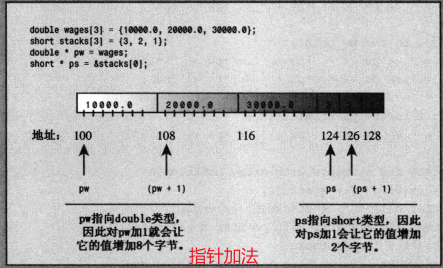 double wages[3] = {10000.0, 20000.0, 30000.0};
short stacks[3] = {3, 2, 1};
double * pw = wages;
short * ps = &stacks[0];
10000.0 20000.0 30000.0
地址: 100 108 116 124 126 128
pw (pw + 1) ps (ps + 1)
pw指向double类型,
因此对pw加1就会让
它的值增加8个字节。
ps指向short类型, 因此
对ps加1会让它的值增加
2个字节。
指针加法